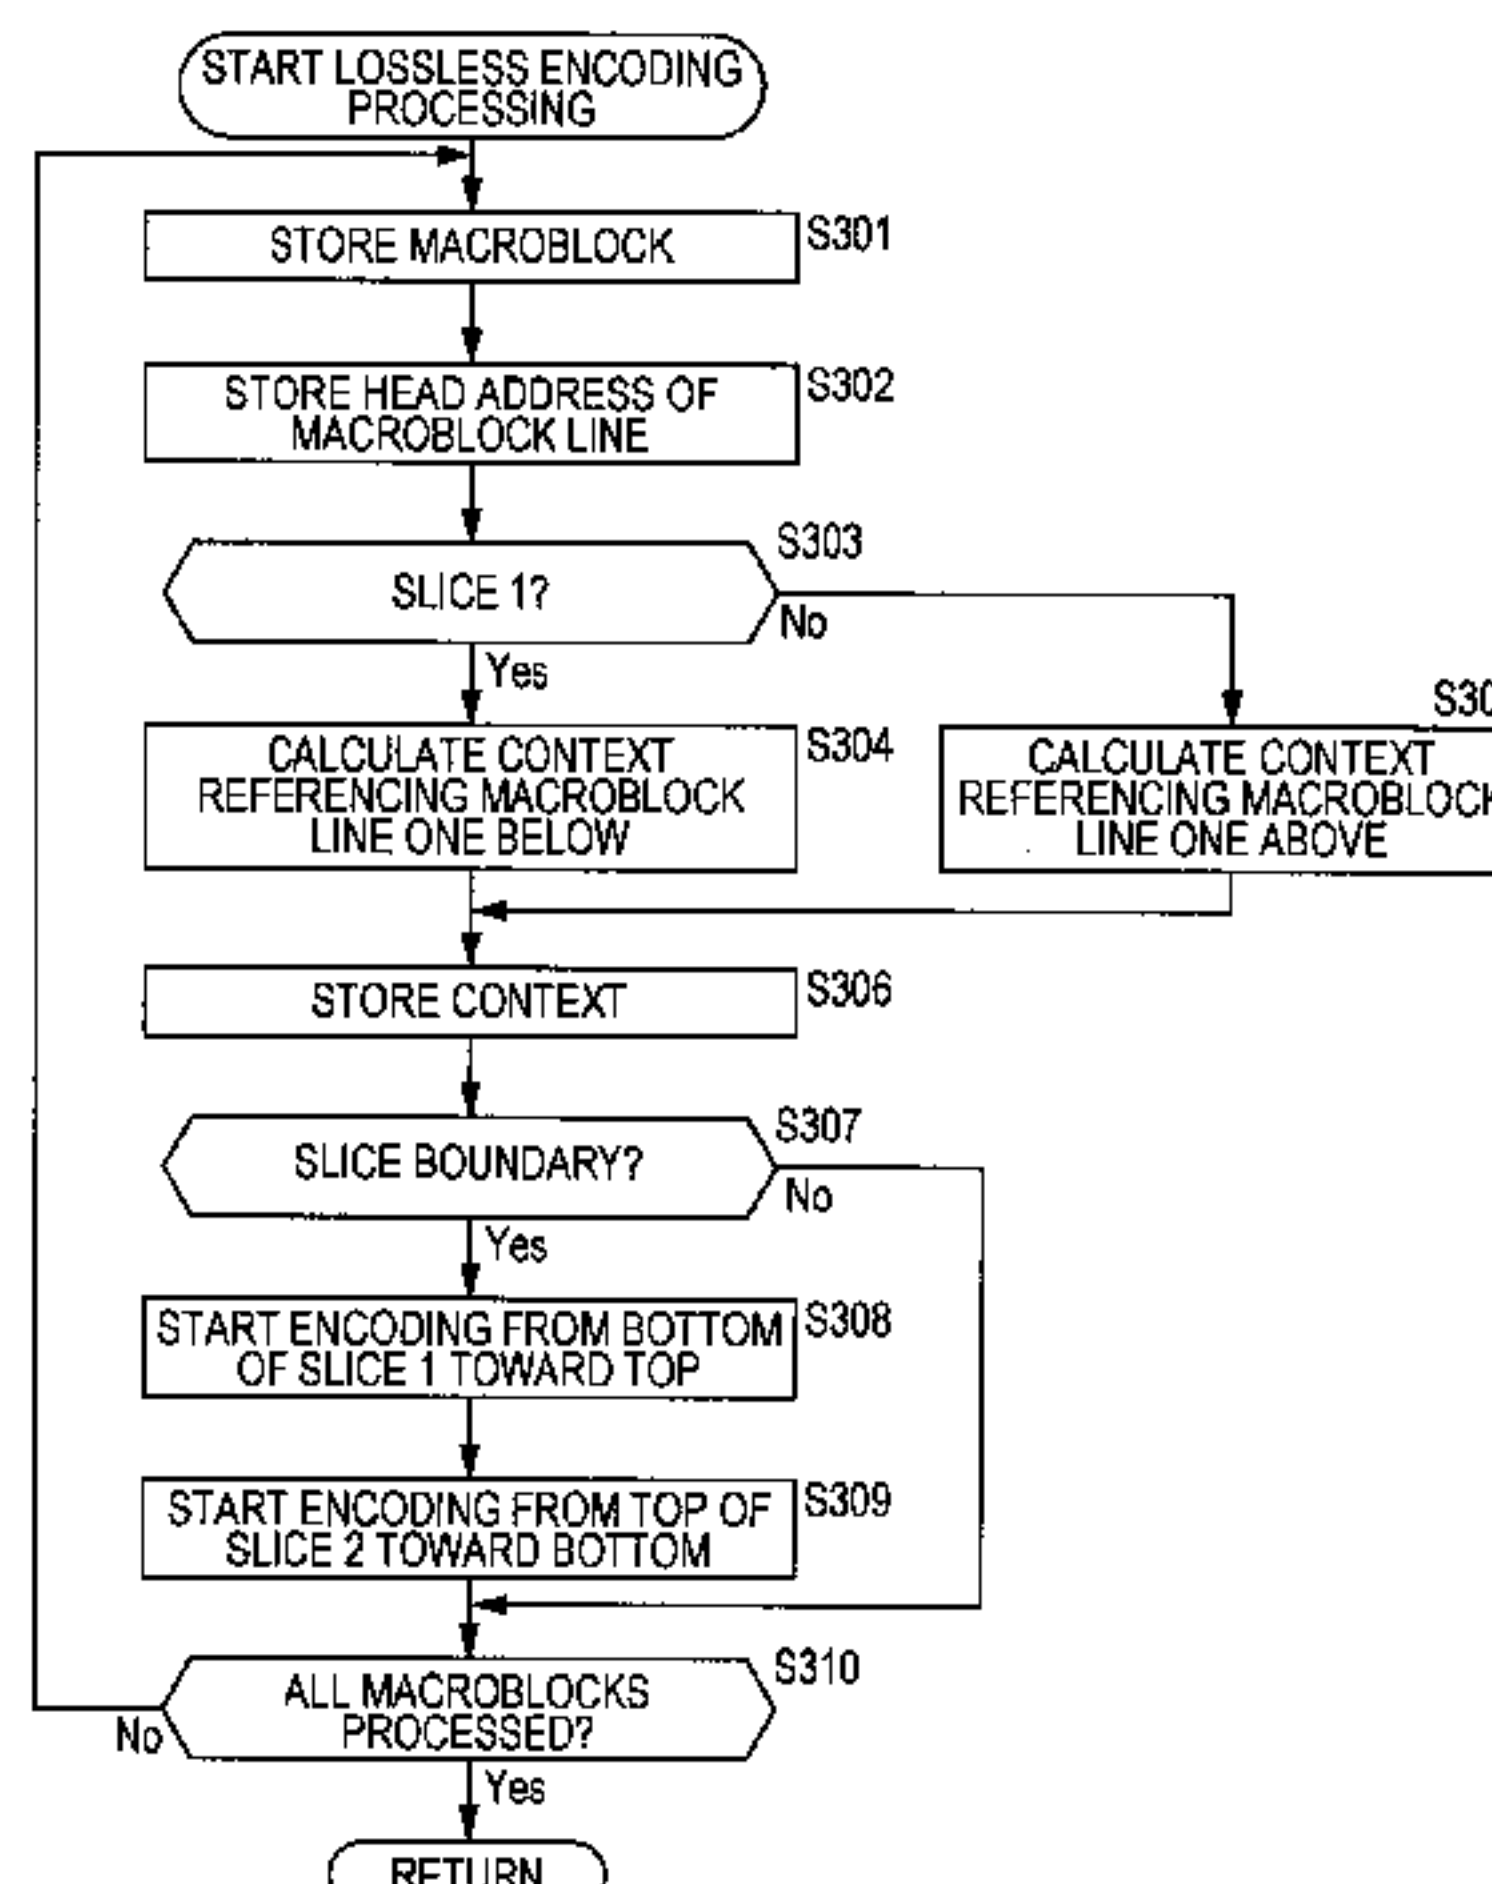 START LOSSLESS ENCODING
PROCESSING
STORE MACROBLOCK
S301
STORE HEAD ADDRESS OF
MACROBLOCK LINE
S302
SLICE 1?
S303
No
Yes
CALCULATE CONTEXT
REFERENCING MACROBLOCK
LINE ONE BELOW
S304
CALCULATE CONTEXT
REFERENCING MACROBLOCK
LINE ONE ABOVE
STORE CONTEXT
S306
SLICE BOUNDARY?
S307
No
Yes
START ENCODING FROM BOTTOM
OF SLICE 1 TOWARD TOP
S308
START ENCODING FROM TOP OF
SLICE 2 TOWARD BOTTOM
S309
ALL MACROBLOCKS
PROCESSED?
S310
No
Yes
RETURN